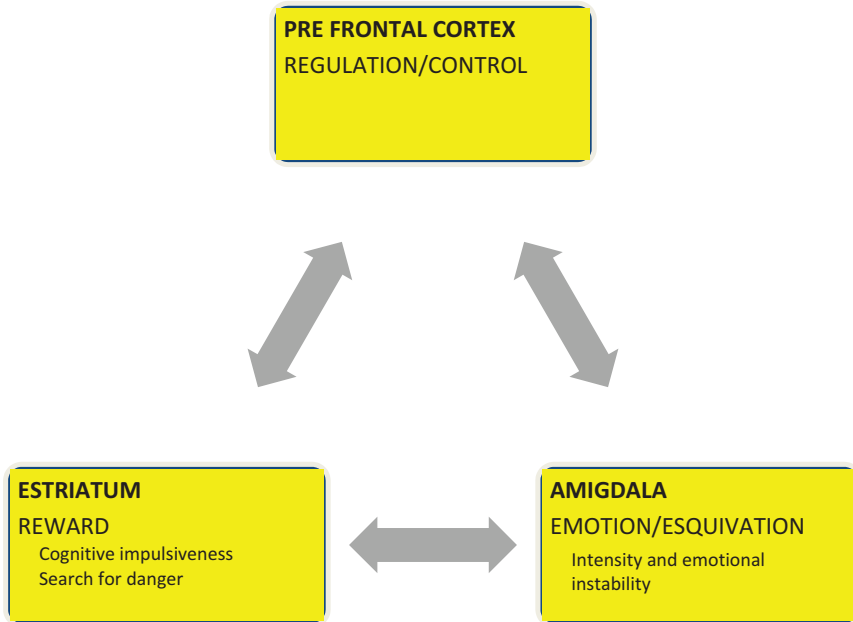 PRE FRONTAL CORTEX
REGULATION/CONTROL
ESTRIATUM
REWARD
Cognitive impulsiveness
Search for danger
AMIGDALA
EMOTION/ESQUIVATION
Intensity and emotional
instability